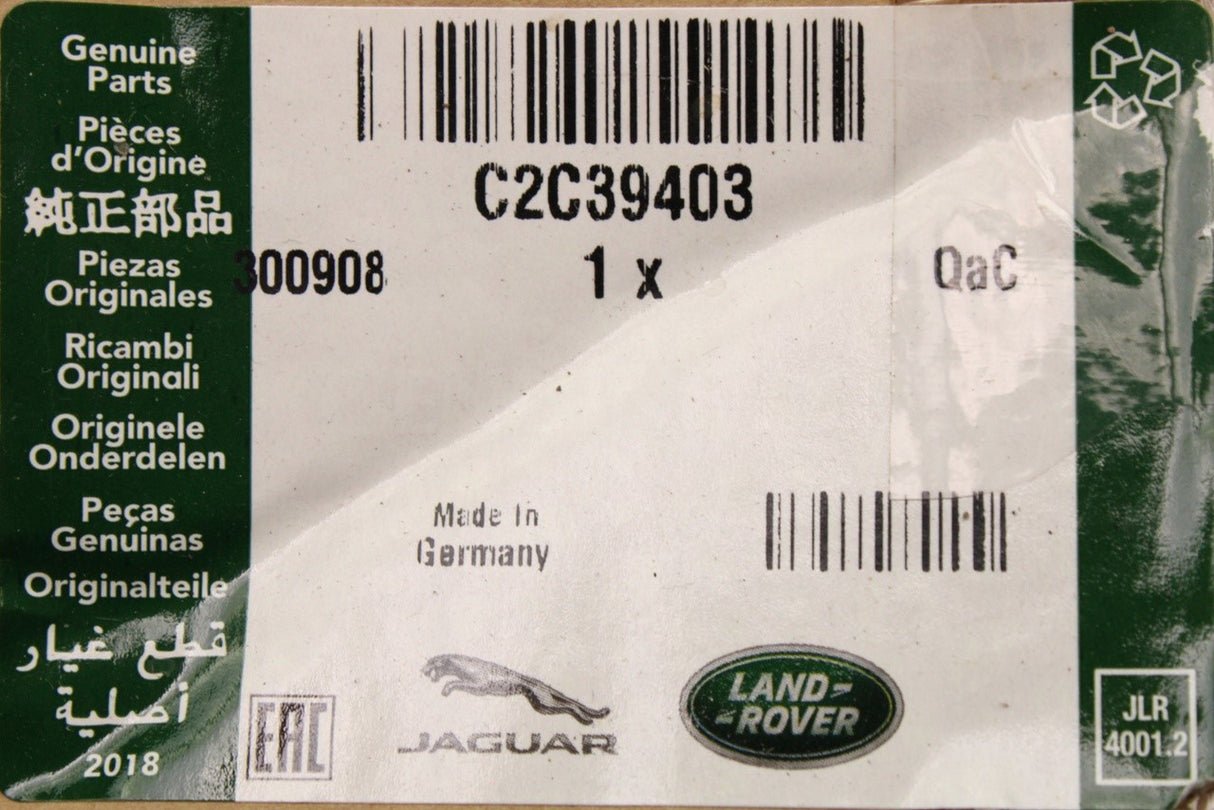 Genuine
Parts
Pièces
d'Origine
純正部品
Piezas
Originales
Ricambi
Originali
Originele
Onderdelen
Peças
Genuinas
Originalteile
قطع غيار
أصلية
2018
C2C39403
300908
1 x
QaC
Made In
Germany
EAC
JAGUAR
LAND-
-ROVER
JLR
4001.2